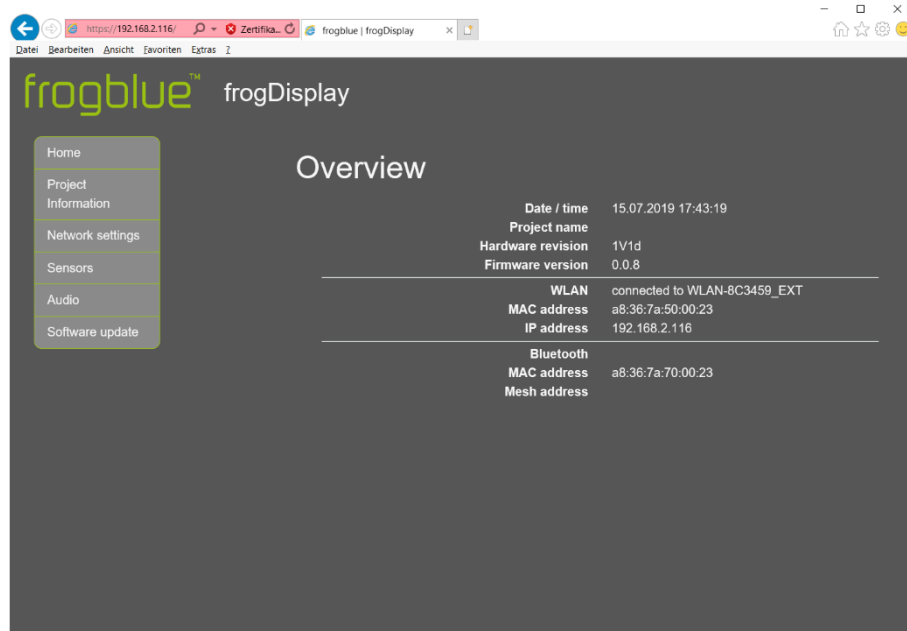 https://192.168.2.116/ Zertifika... frogblue | frogDisplay
Datei Bearbeiten Ansicht Favoriten Extras ?
frogblue™ frogDisplay
Home
Project
Information
Network settings
Sensors
Audio
Software update
Overview
Date / time 15.07.2019 17:43:19
Project name
Hardware revision 1V1d
Firmware version 0.0.8
WLAN connected to WLAN-8C3459_EXT
MAC address a8:36:7a:50:00:23
IP address 192.168.2.116
Bluetooth
MAC address a8:36:7a:70:00:23
Mesh address